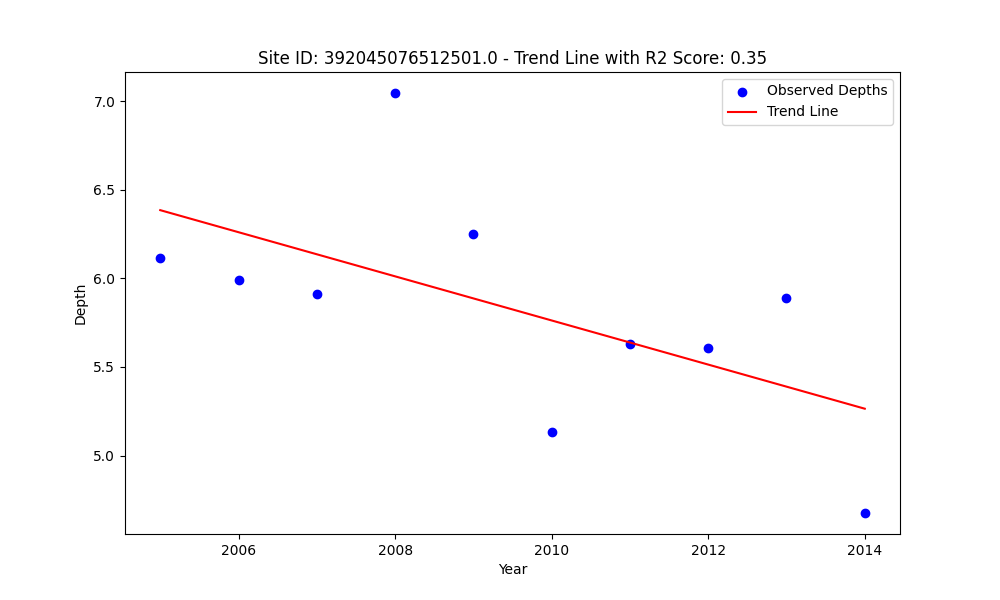 Site ID: 392045076512501.0 - Trend Line with R2 Score: 0.35
Observed Depths
Trend Line
7.0
6.5
6.0
5.5
5.0
Depth
2006
2008
2010
2012
2014
Year